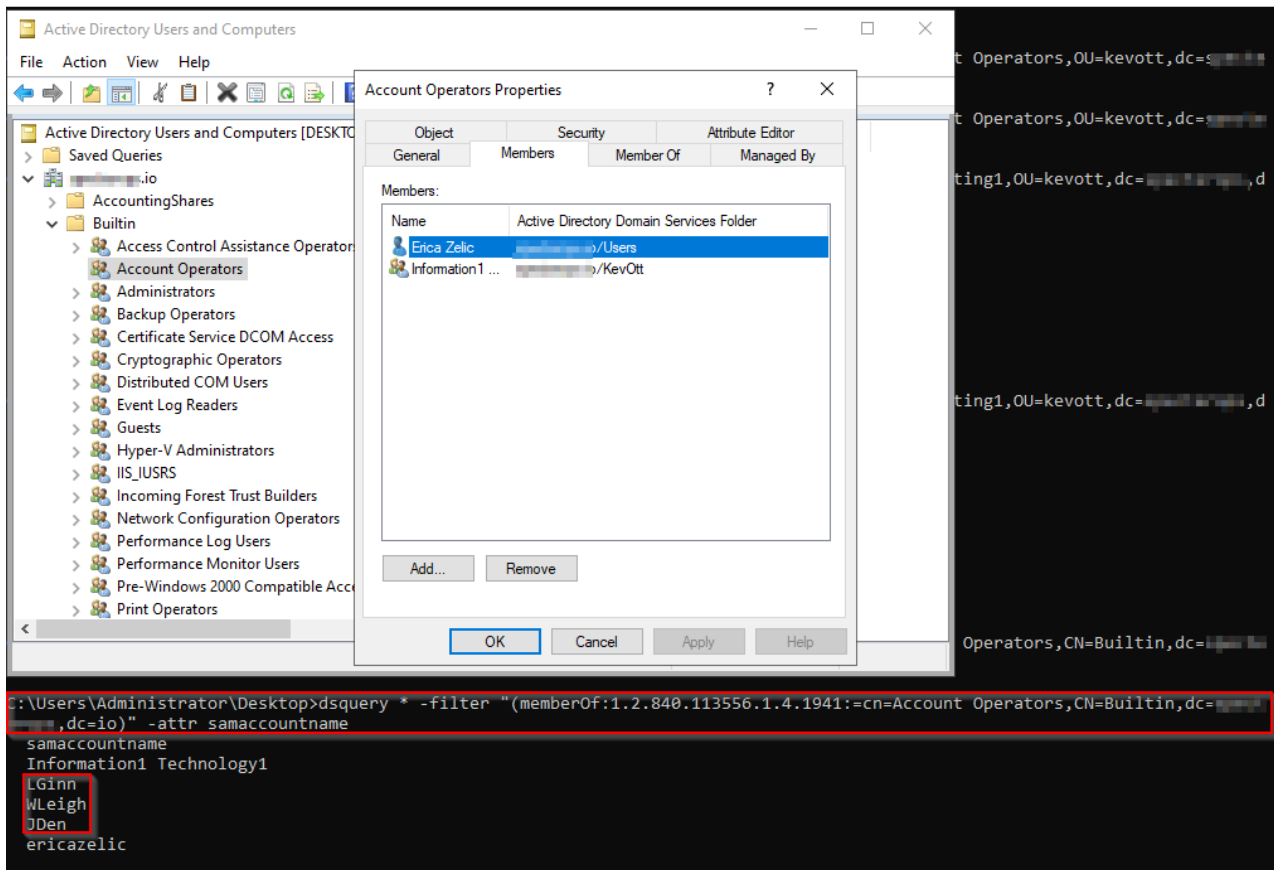 Active Directory Users and Computers
File Action View Help
Active Directory Users and Computers [DESKTO
Saved Queries
.io
AccountingShares
Builtin
Access Control Assistance Operator
Account Operators
Administrators
Backup Operators
Certificate Service DCOM Access
Cryptographic Operators
Distributed COM Users
Event Log Readers
Guests
Hyper-V Administrators
IIS_IUSRS
Incoming Forest Trust Builders
Network Configuration Operators
Performance Log Users
Performance Monitor Users
Pre-Windows 2000 Compatible Acce
Print Operators
Account Operators Properties ?
Object Security Attribute Editor
General Members Member Of Managed By
Members:
Name Active Directory Domain Services Folder
Erica Zelic /Users
Information1 ... /KevOtt
Add... Remove
OK Cancel Apply Help
t Operators,OU=kevott,dc=
t Operators,OU=kevott,dc=
ting1,OU=kevott,dc= ,d
ting1,OU=kevott,dc= ,d
Operators,CN=Builtin,dc=
C:\Users\Administrator\Desktop>dsquery * -filter "(memberOf:1.2.840.113556.1.4.1941:=cn=Account Operators,CN=Builtin,dc=
,dc=io)" -attr samaccountname
samaccountname
Information1 Technology1
LGinn
WLeigh
JDen
ericazelic